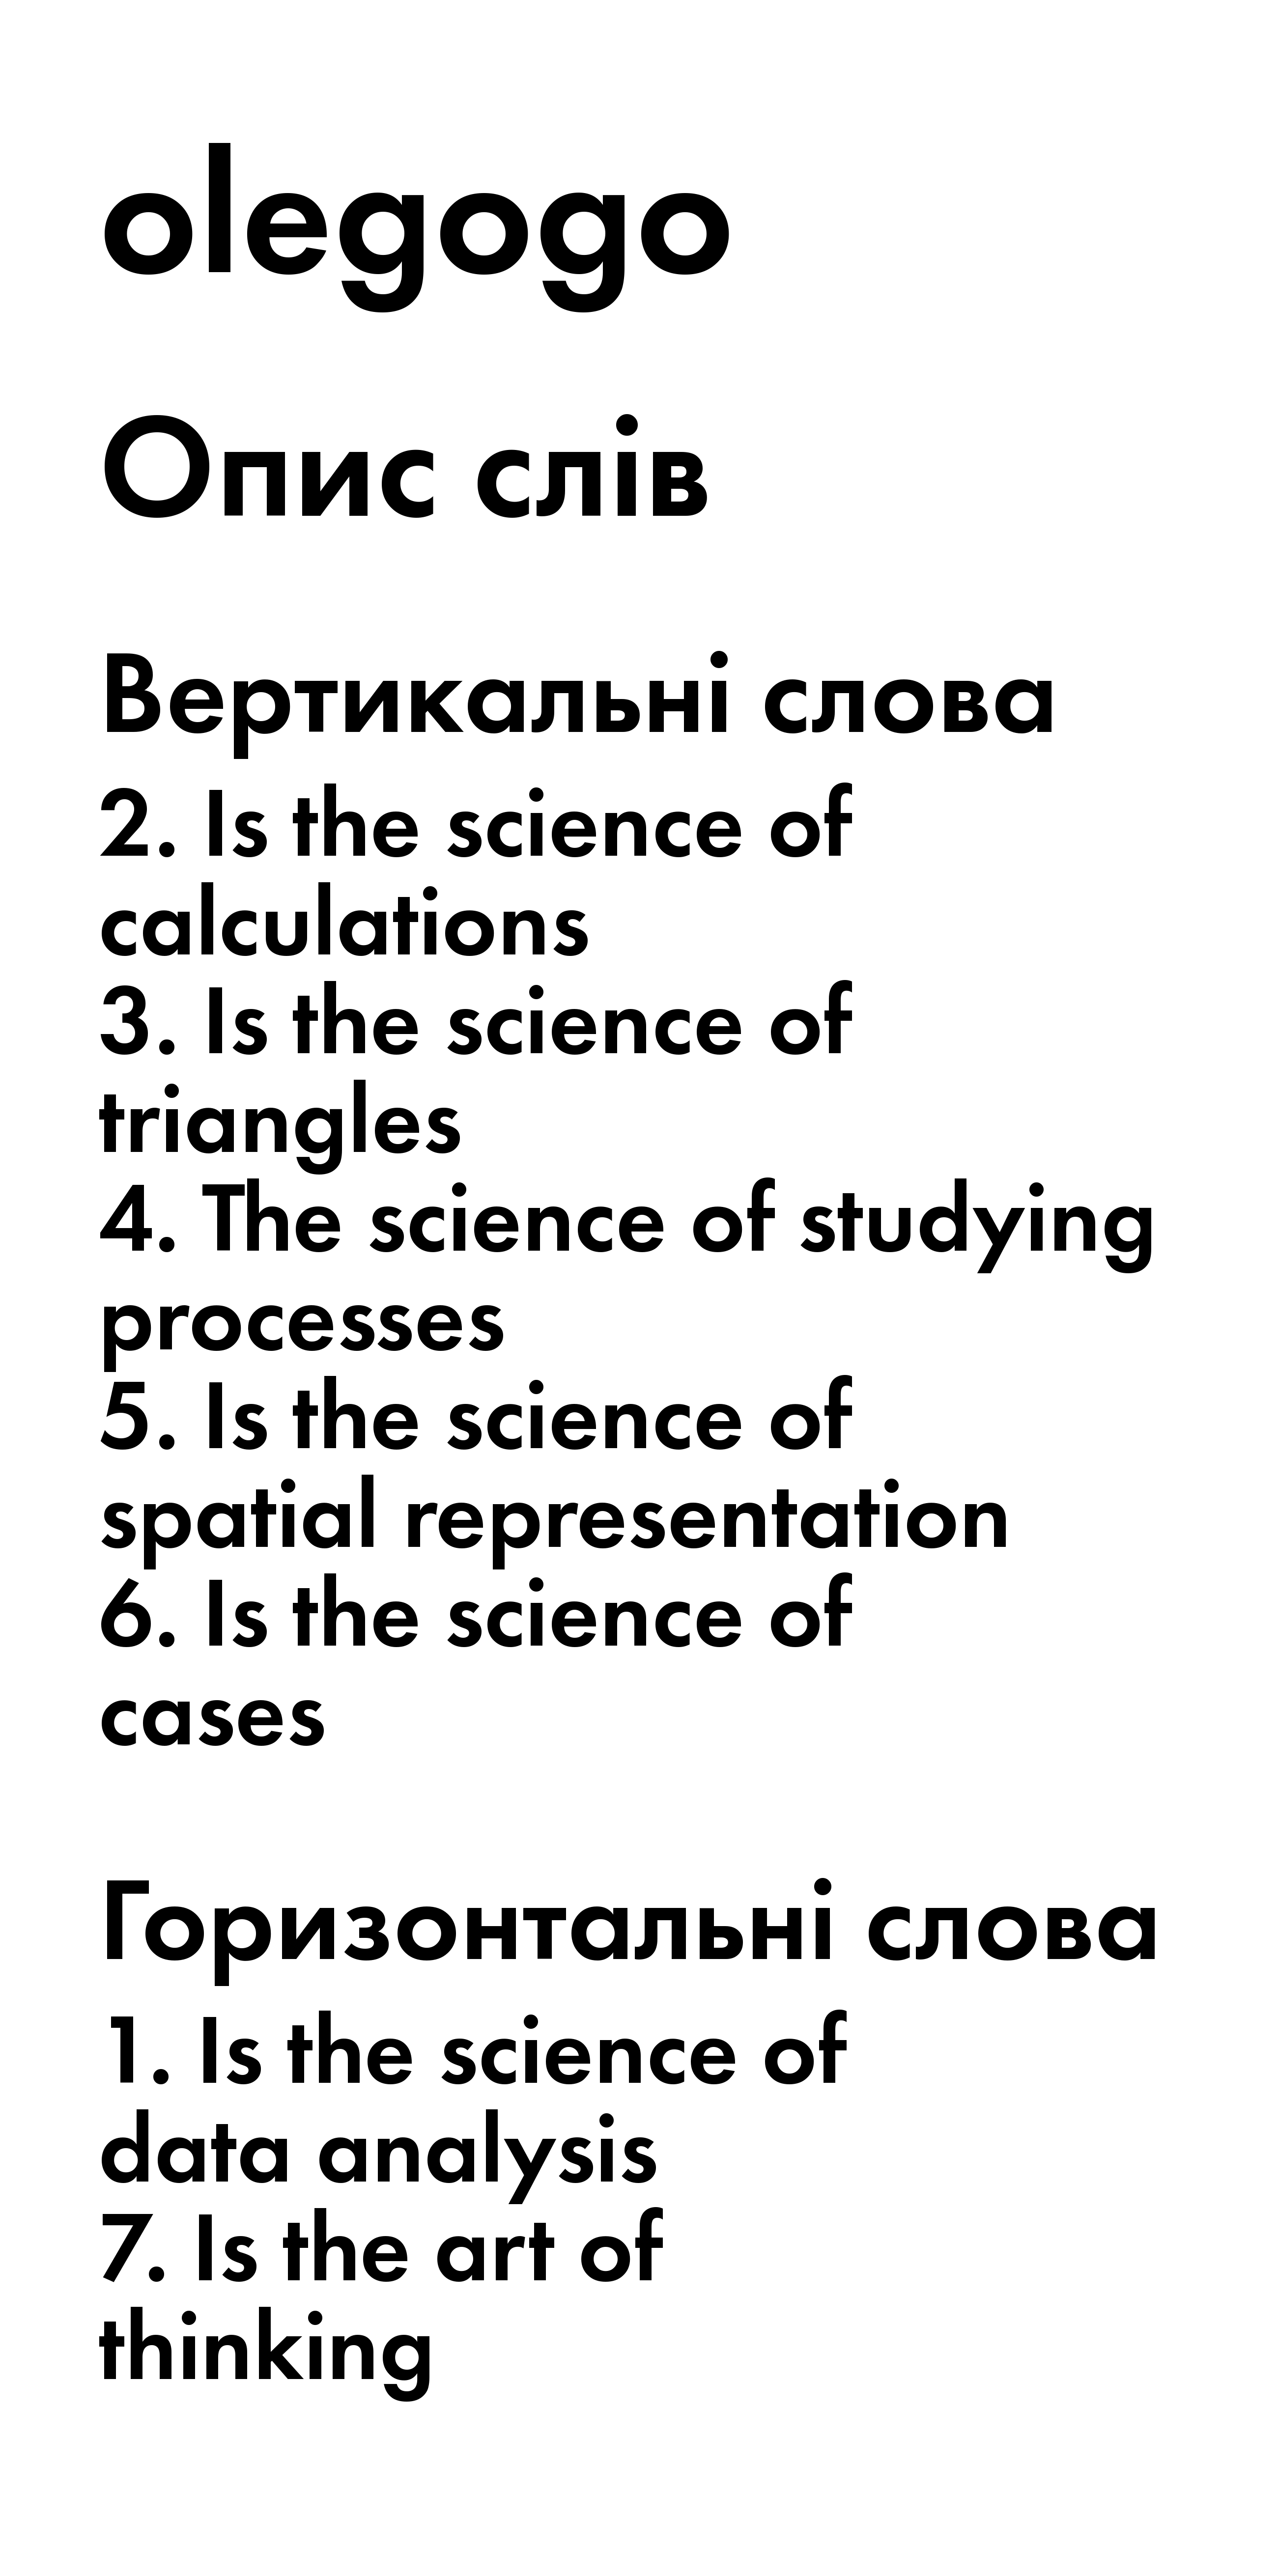 olegogo
Опис слів
Вертикальні слова
2. Is the science of
calculations
3. Is the science of
triangles
4. The science of studying
processes
5. Is the science of
spatial representation
6. Is the science of
cases
Горизонтальні слова
1. Is the science of
data analysis
7. Is the art of
thinking